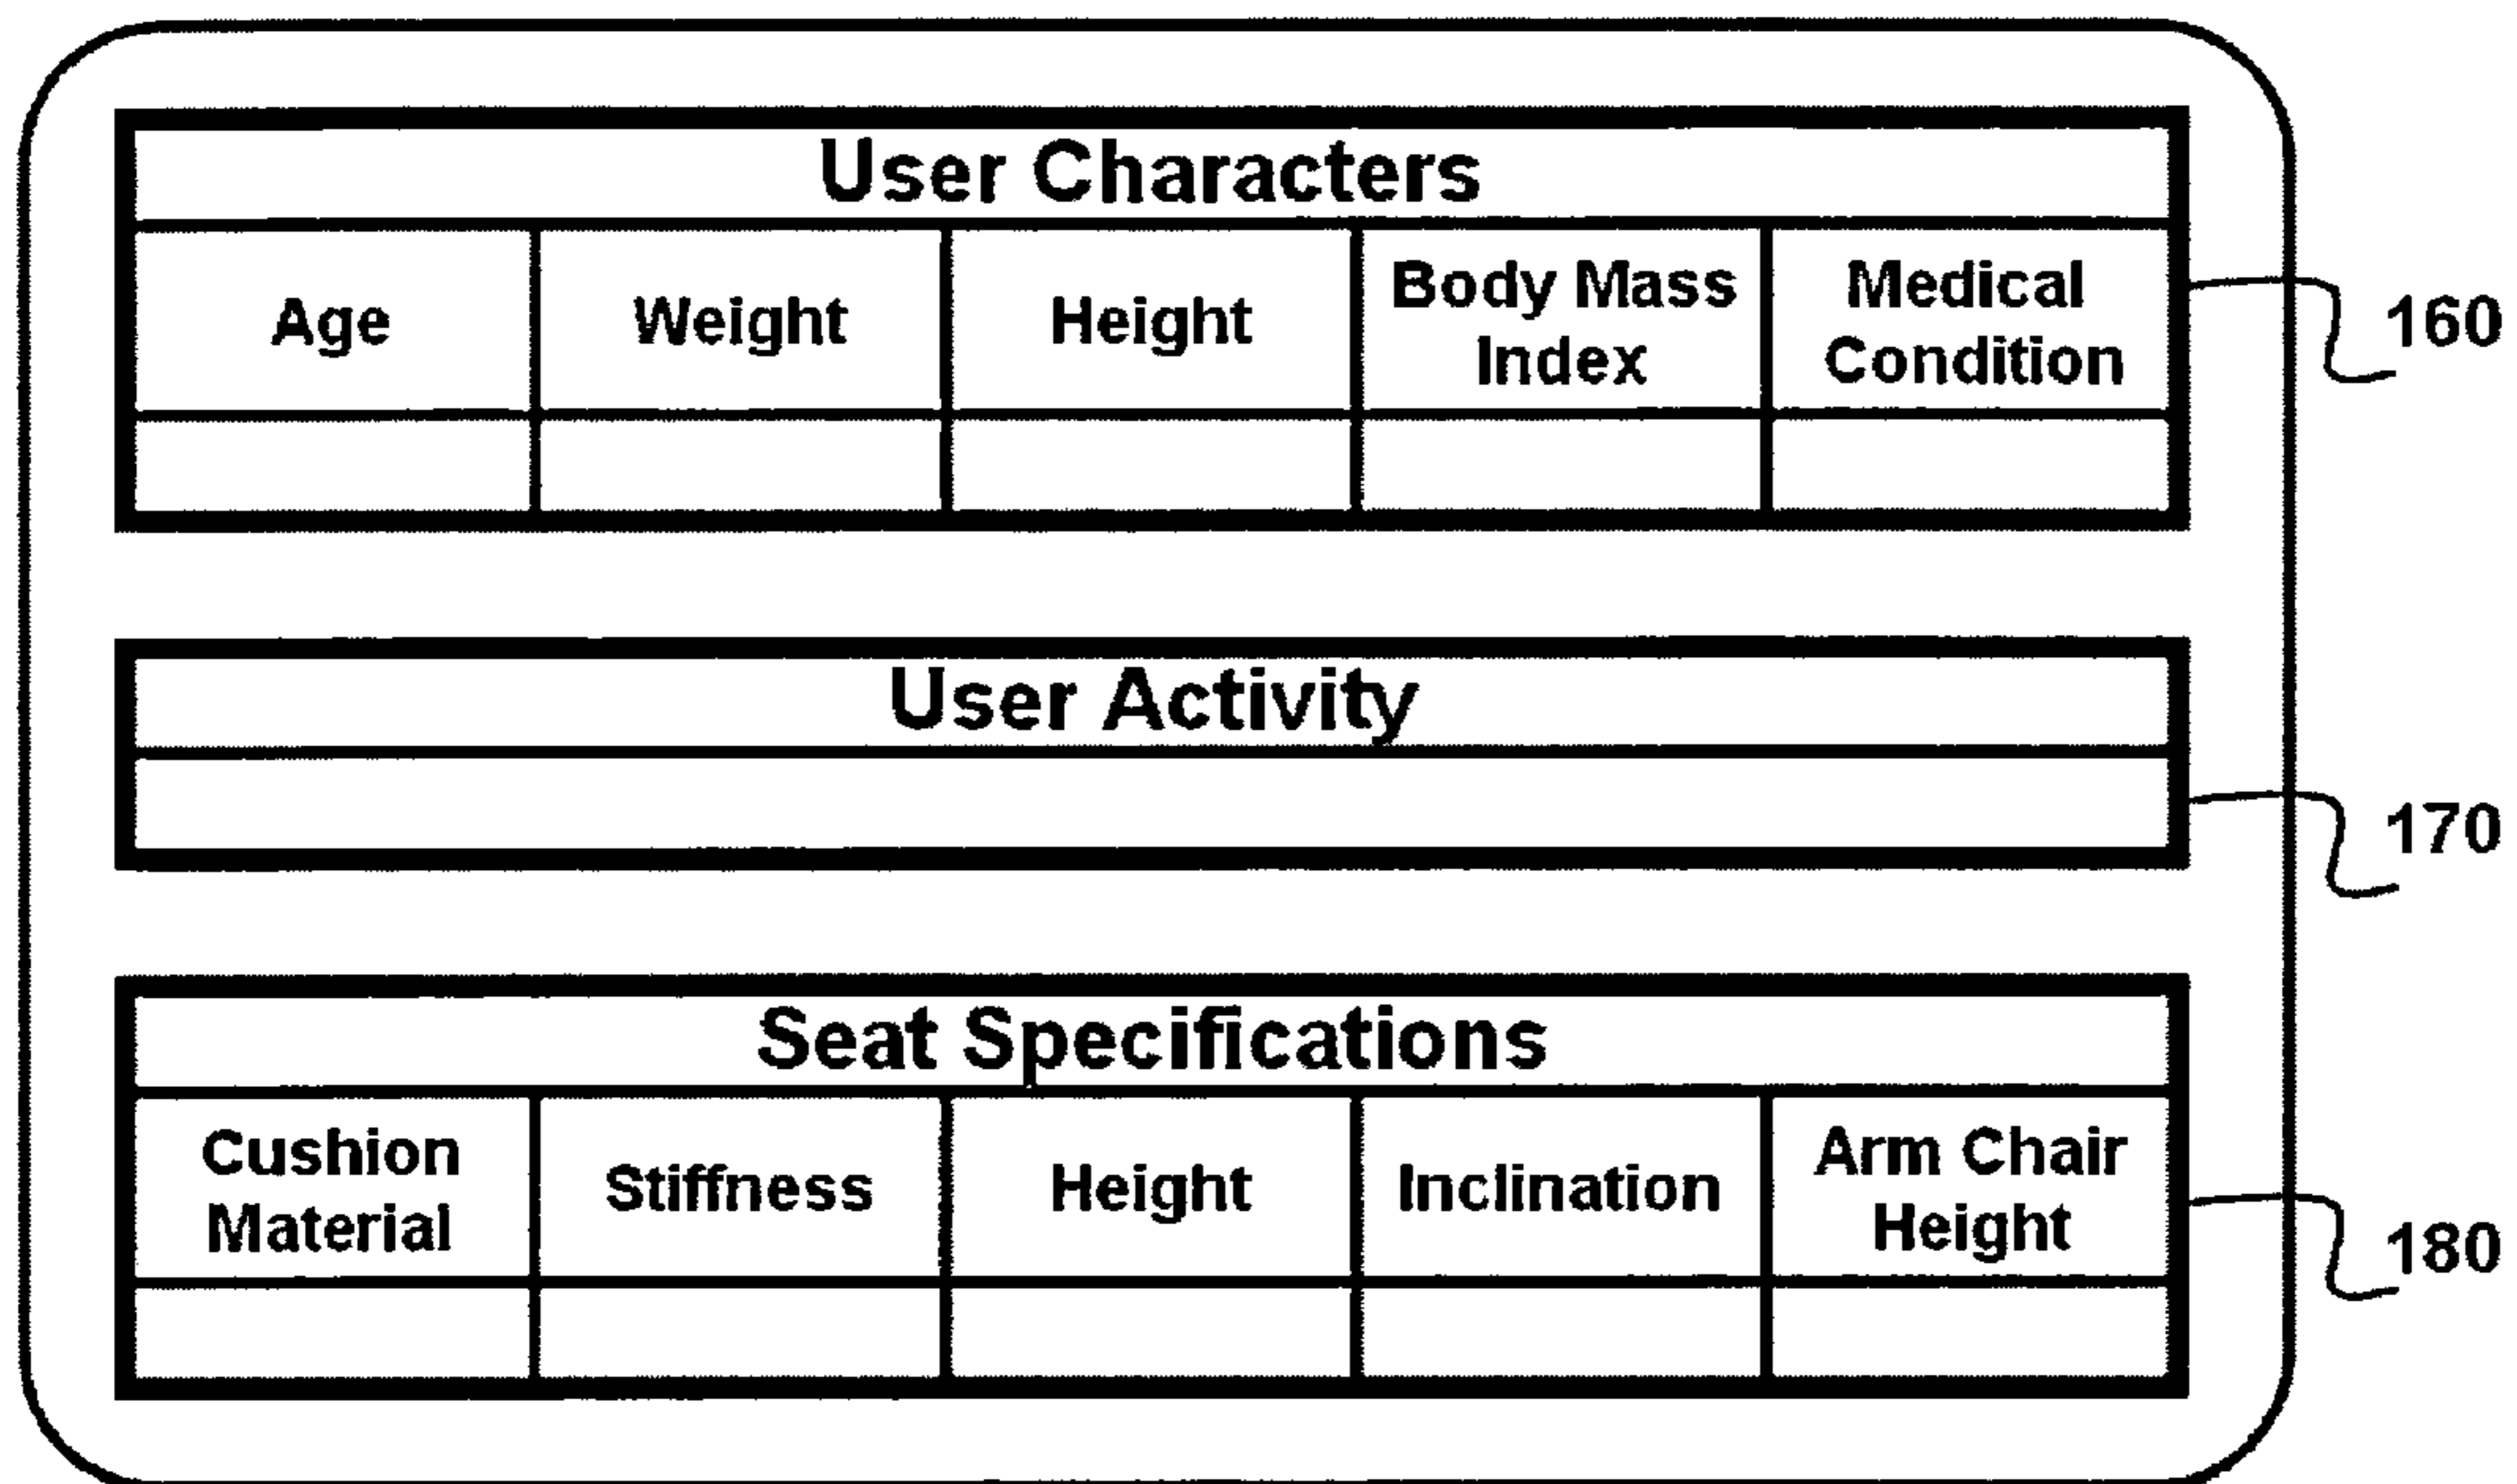 User Characters
Age Weight Height Body Mass Index Medical Condition
160
User Activity
170
Seat Specifications
Cushion Material Stiffness Height Inclination Arm Chair Height
180